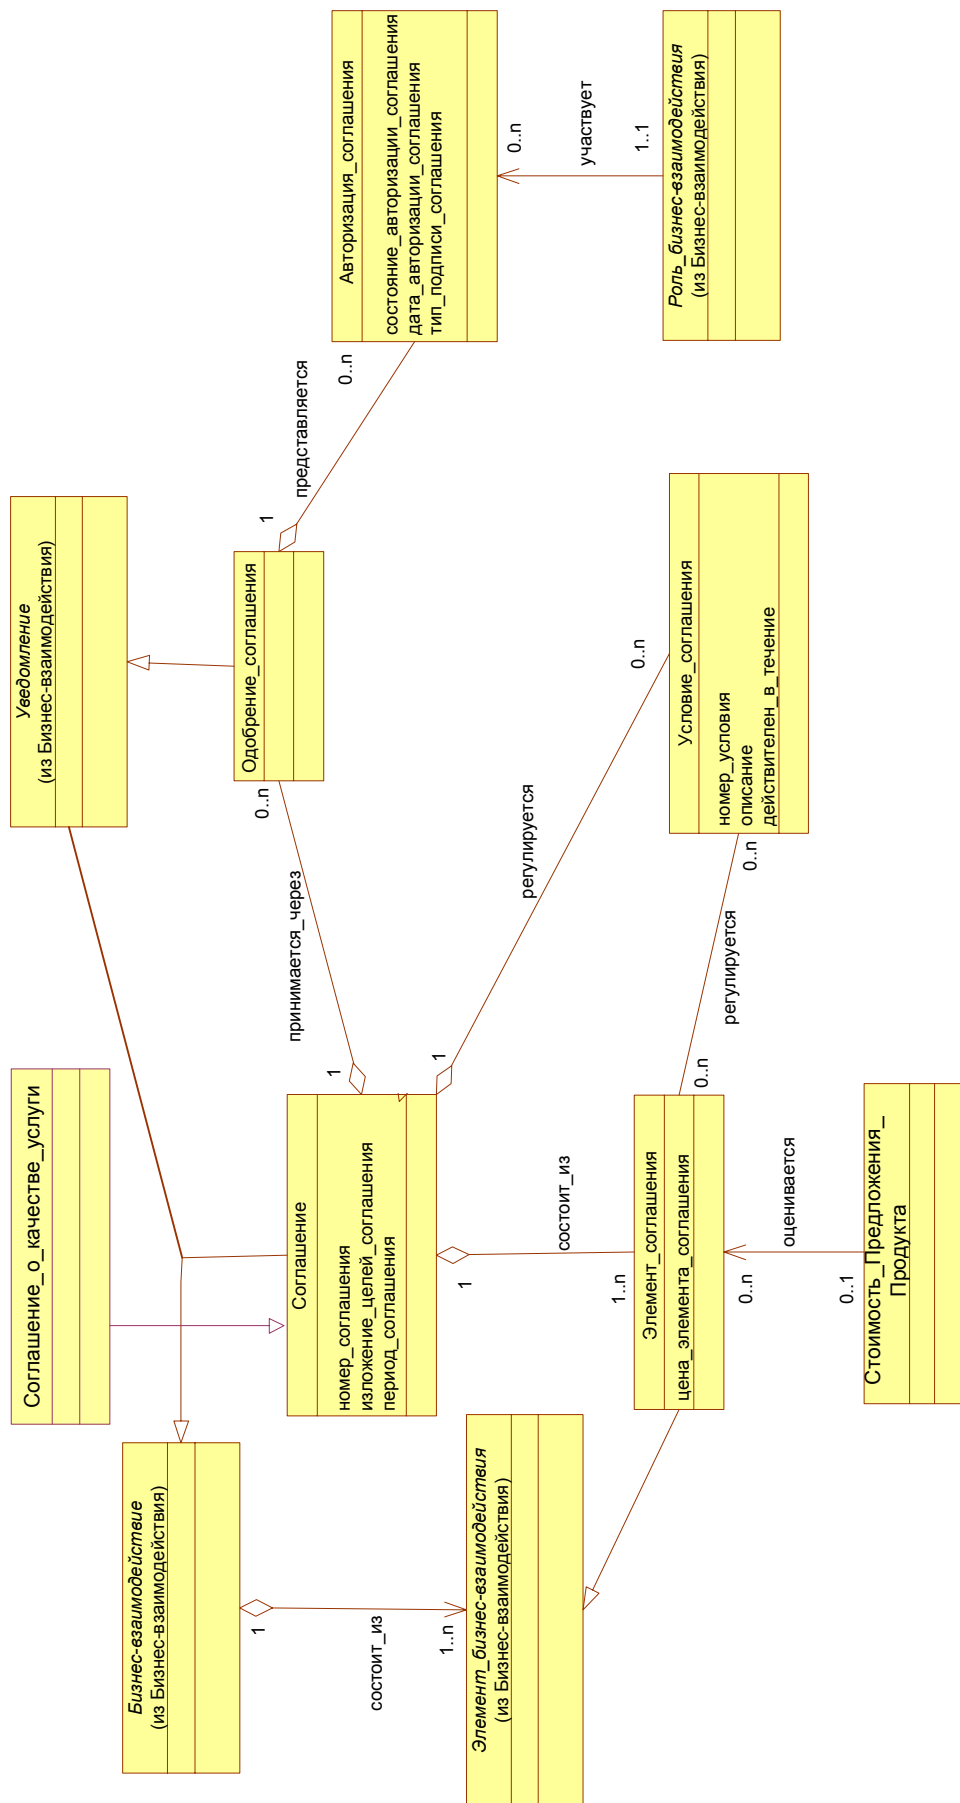 Бизнес-взаимодействие
(из Бизнес-взаимодействия)
Соглашение_о_качестве_услуги
Уведомление
(из Бизнес-взаимодействия)
Одобрение_соглашения
0..n
1
представляется
0..n
Авторизация_соглашения
состояние_авторизации_соглашения
дата_авторизации_соглашения
тип_подписи_соглашения
принимается_через
1
Соглашение
номер_соглашения
изложение_целей_соглашения
период_соглашения
1
состоит_из
1..n
1
регулируется
0..n
0..n
участвует
1..1
1
состоит_из
1..n
Элемент_бизнес-взаимодействия
(из Бизнес-взаимодействия)
Элемент_соглашения
цена_элемента_соглашения
0..n
регулируется
0..n
Условие_соглашения
номер_условия
описание
действителен_в_течение
Роль_бизнес-взаимодействия
(из Бизнес-взаимодействия)
0..n
оценивается
0..1
Стоимость_Предложения_
Продукта